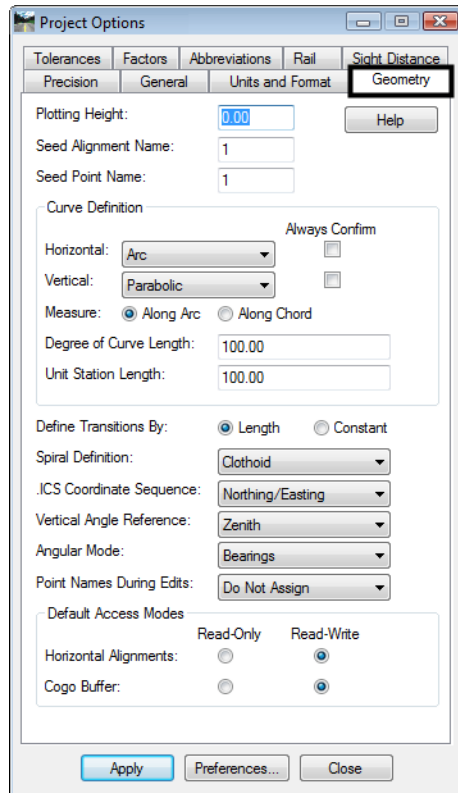 Project Options
Tolerances Factors Abbreviations Rail Sight Distance
Precision General Units and Format Geometry
Plotting Height: 0.00 Help
Seed Alignment Name: 1
Seed Point Name: 1
Curve Definition
Always Confirm
Horizontal: Arc
Vertical: Parabolic
Measure: Along Arc Along Chord
Degree of Curve Length: 100.00
Unit Station Length: 100.00
Define Transitions By: Length Constant
Spiral Definition: Clothoid
.ICS Coordinate Sequence: Northing/Easting
Vertical Angle Reference: Zenith
Angular Mode: Bearings
Point Names During Edits: Do Not Assign
Default Access Modes
Read-Only Read-Write
Horizontal Alignments:
Cogo Buffer:
Apply Preferences... Close